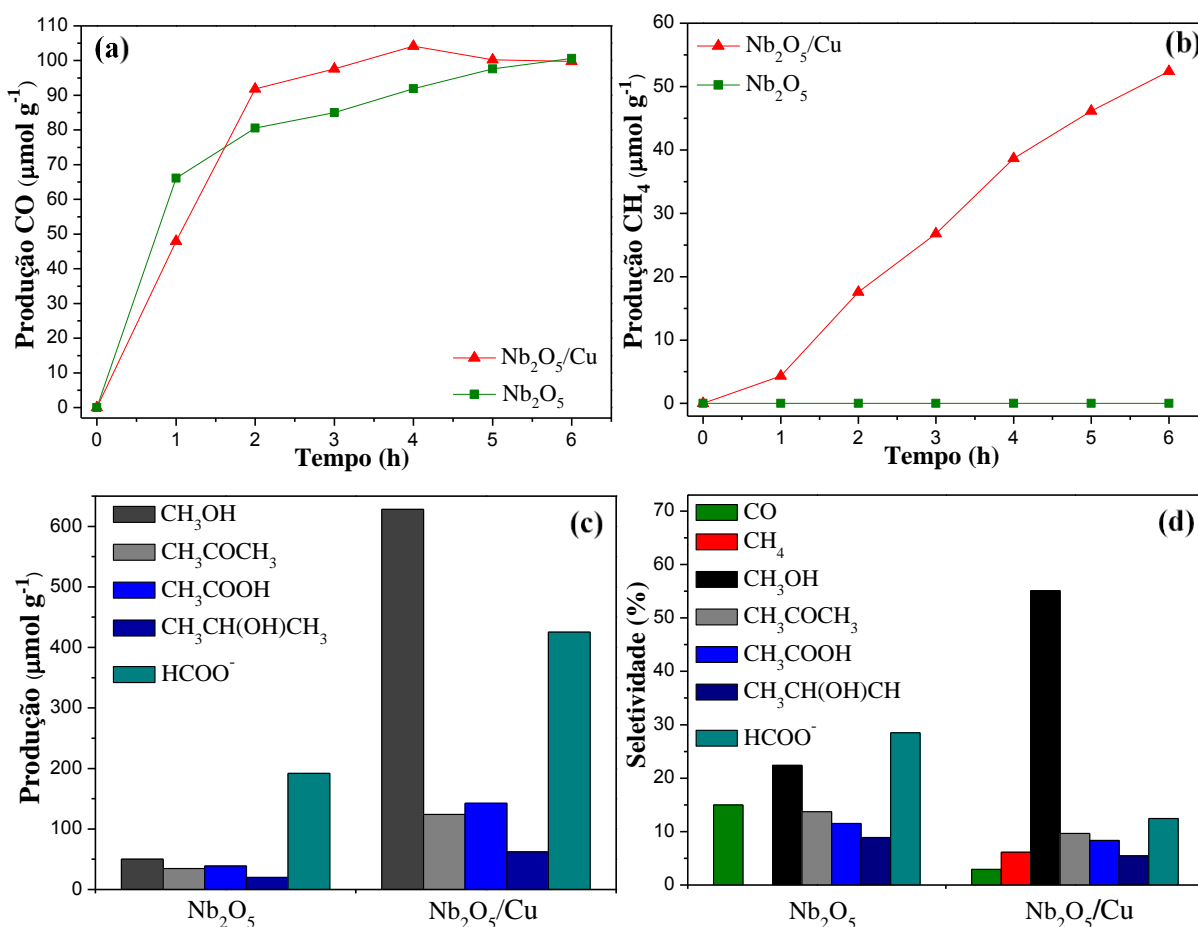 (a)
Produção CO (µmol g⁻¹)
110
100
90
80
70
60
50
40
30
20
10
0
Nb₂O₅/Cu
Nb₂O₅
0 1 2 3 4 5 6
Tempo (h)
(b)
Produção CH₄ (µmol g⁻¹)
60
50
40
30
20
10
0
Nb₂O₅/Cu
Nb₂O₅
0 1 2 3 4 5 6
Tempo (h)
(c)
Produção (µmol g⁻¹)
600
500
400
300
200
100
0
CH₃OH
CH₃COCH₃
CH₃COOH
CH₃CH(OH)CH₃
HCOO⁻
Nb₂O₅ Nb₂O₅/Cu
(d)
Seletividade (%)
70
60
50
40
30
20
10
0
CO
CH₄
CH₃OH
CH₃COCH₃
CH₃COOH
CH₃CH(OH)CH
HCOO⁻
Nb₂O₅ Nb₂O₅/Cu